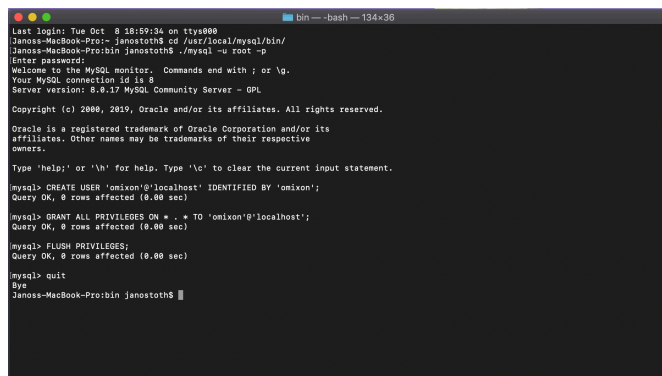 bin — -bash — 134×36
Last login: Tue Oct  8 18:59:34 on ttys000
[Janoss-MacBook-Pro:~ janostoth$ cd /usr/local/mysql/bin/
[Janoss-MacBook-Pro:bin janostoth$ ./mysql -u root -p
[Enter password:
Welcome to the MySQL monitor.  Commands end with ; or \g.
Your MySQL connection id is 8
Server version: 8.0.17 MySQL Community Server - GPL
Copyright (c) 2000, 2019, Oracle and/or its affiliates. All rights reserved.
Oracle is a registered trademark of Oracle Corporation and/or its
affiliates. Other names may be trademarks of their respective
owners.
Type 'help;' or '\h' for help. Type '\c' to clear the current input statement.
[mysql> CREATE USER 'omixon'@'localhost' IDENTIFIED BY 'omixon';
Query OK, 0 rows affected (0.00 sec)
[mysql> GRANT ALL PRIVILEGES ON * . * TO 'omixon'@'localhost';
Query OK, 0 rows affected (0.00 sec)
[mysql> FLUSH PRIVILEGES;
Query OK, 0 rows affected (0.00 sec)
[mysql> quit
Bye
Janoss-MacBook-Pro:bin janostoth$